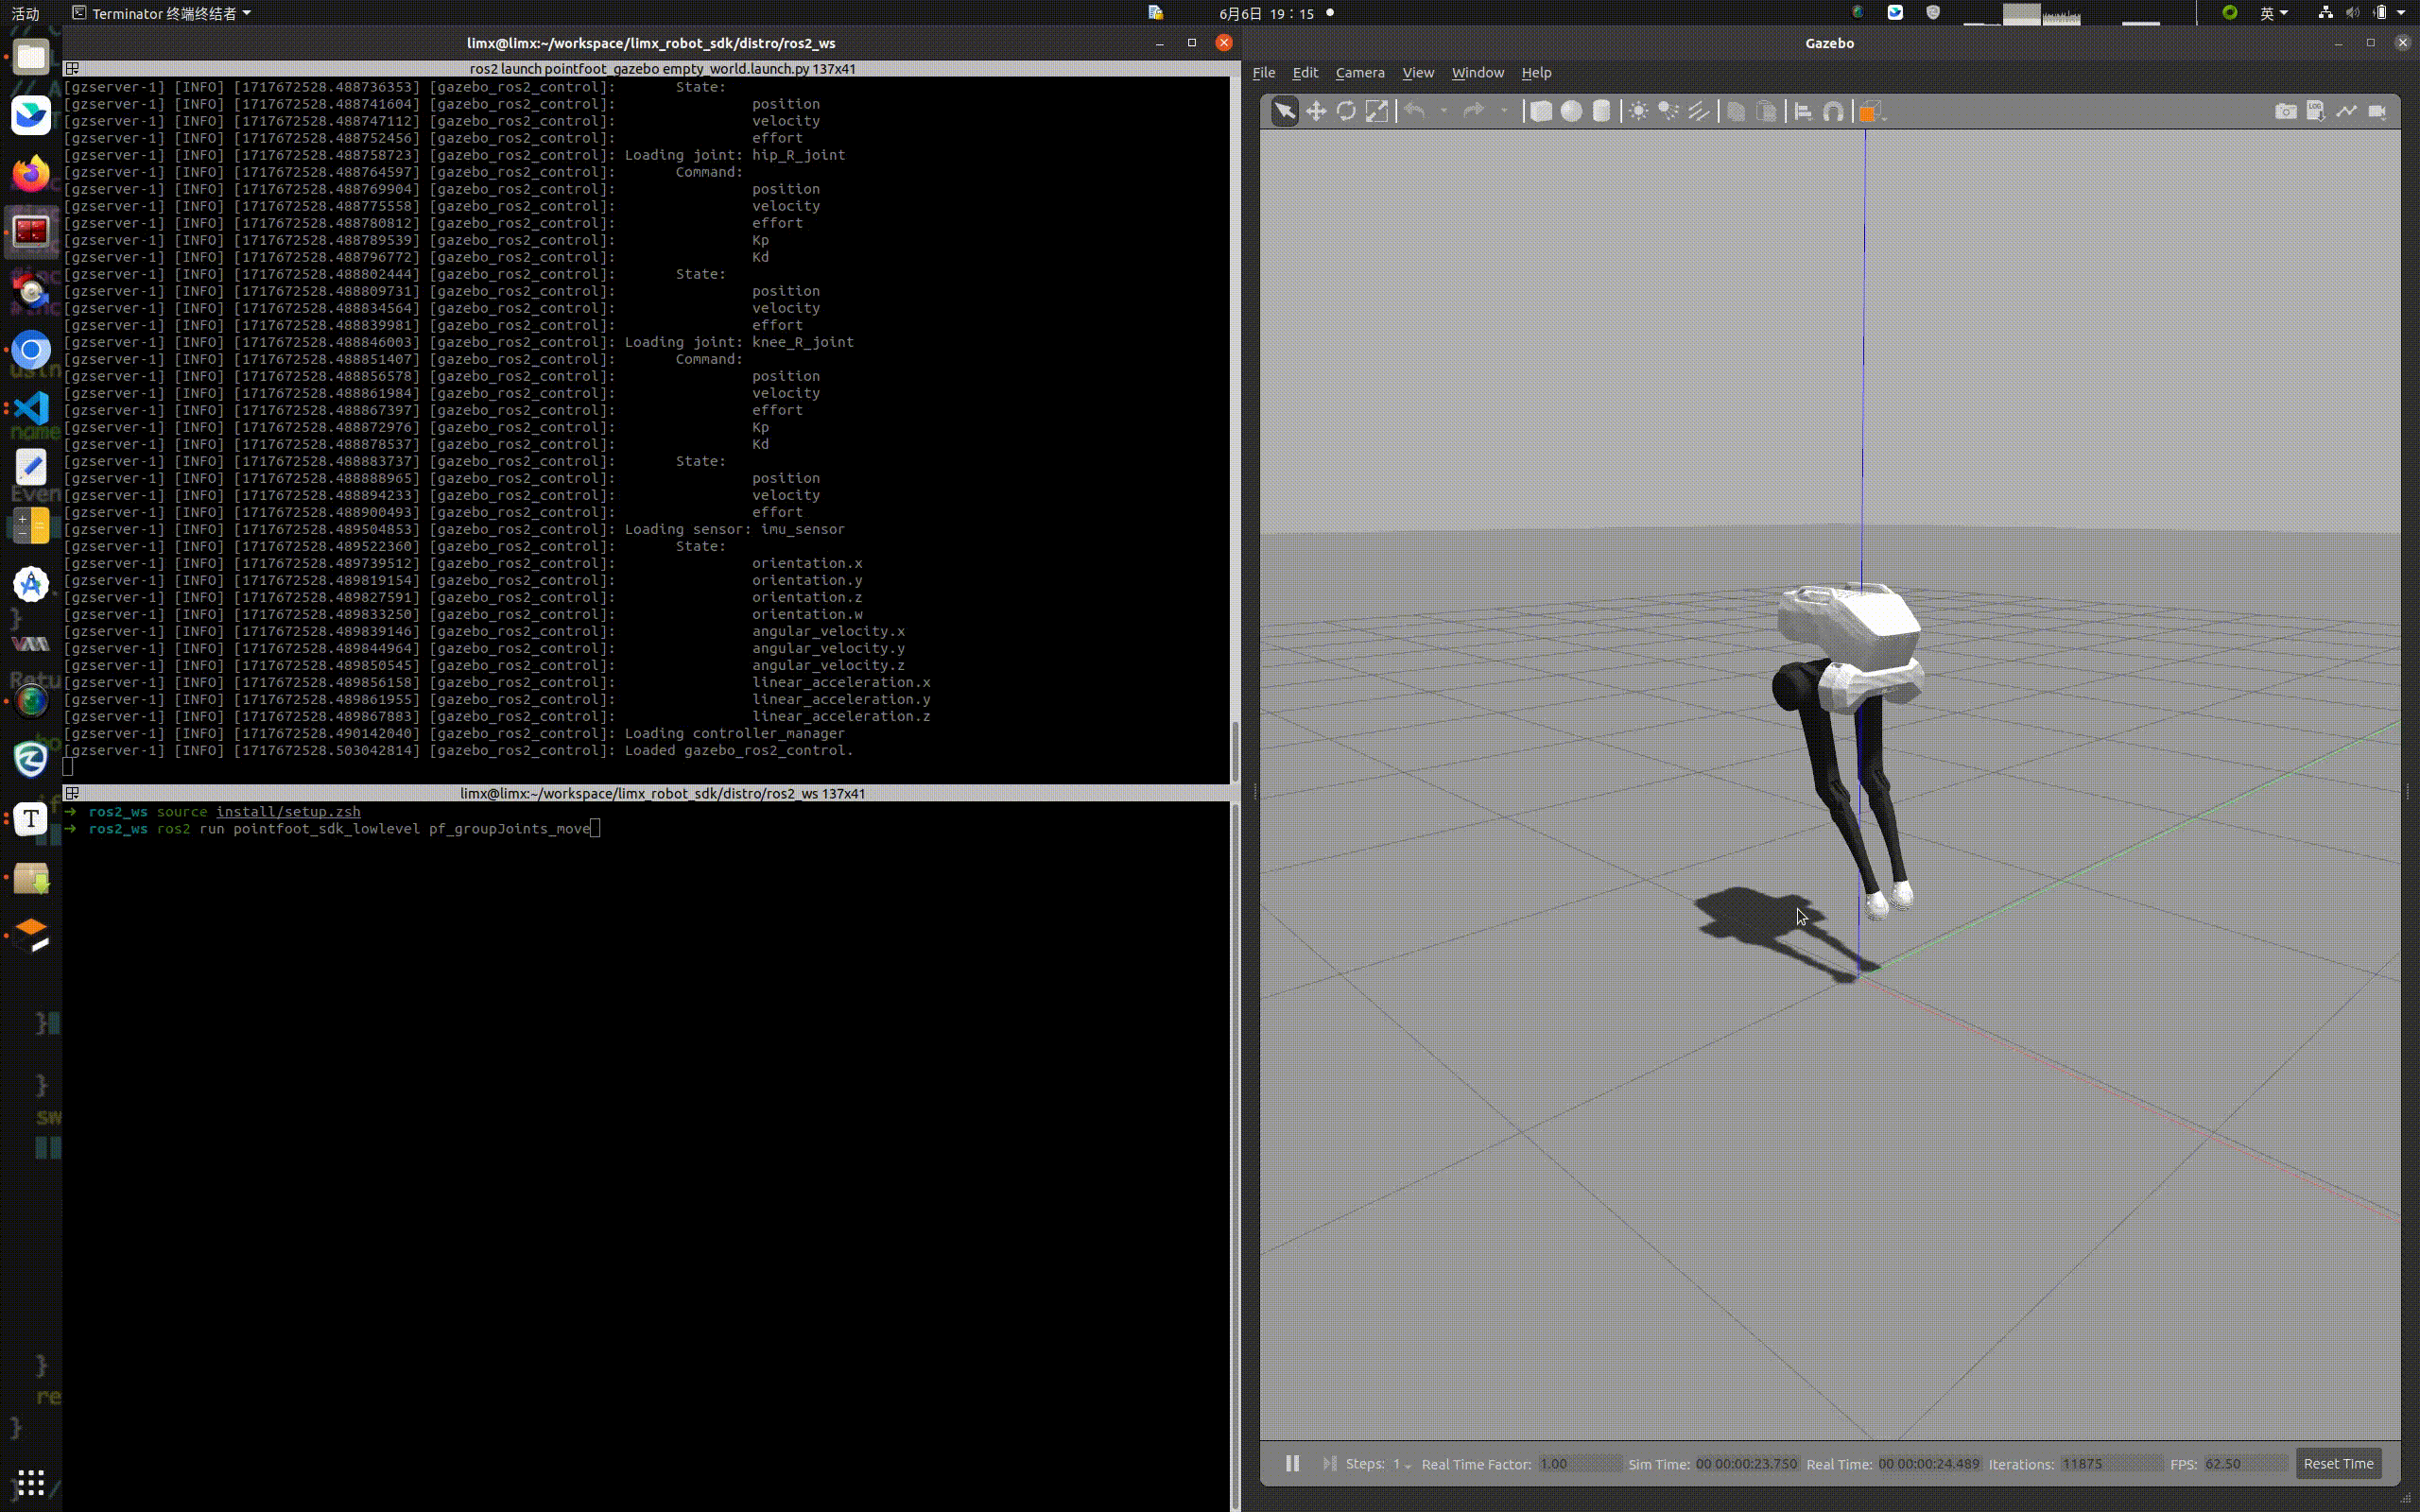 活动
Terminator 终端终结者
6月6日 19：15
英
limx@limx:~/workspace/limx_robot_sdk/distro/ros2_ws
ros2 launch pointfoot_gazebo empty_world.launch.py 137x41
[gzserver-1] [INFO] [1717672528.488736353] [gazebo_ros2_control]: State:
[gzserver-1] [INFO] [1717672528.488741604] [gazebo_ros2_control]: position
[gzserver-1] [INFO] [1717672528.488747112] [gazebo_ros2_control]: velocity
[gzserver-1] [INFO] [1717672528.488752456] [gazebo_ros2_control]: effort
[gzserver-1] [INFO] [1717672528.488758723] [gazebo_ros2_control]: Loading joint: hip_R_joint
[gzserver-1] [INFO] [1717672528.488764597] [gazebo_ros2_control]: Command:
[gzserver-1] [INFO] [1717672528.488769904] [gazebo_ros2_control]: position
[gzserver-1] [INFO] [1717672528.488775558] [gazebo_ros2_control]: velocity
[gzserver-1] [INFO] [1717672528.488780812] [gazebo_ros2_control]: effort
[gzserver-1] [INFO] [1717672528.488789539] [gazebo_ros2_control]: Kp
[gzserver-1] [INFO] [1717672528.488796772] [gazebo_ros2_control]: Kd
[gzserver-1] [INFO] [1717672528.488802444] [gazebo_ros2_control]: State:
[gzserver-1] [INFO] [1717672528.488809731] [gazebo_ros2_control]: position
[gzserver-1] [INFO] [1717672528.488834564] [gazebo_ros2_control]: velocity
[gzserver-1] [INFO] [1717672528.488839981] [gazebo_ros2_control]: effort
[gzserver-1] [INFO] [1717672528.488846003] [gazebo_ros2_control]: Loading joint: knee_R_joint
[gzserver-1] [INFO] [1717672528.488851407] [gazebo_ros2_control]: Command:
[gzserver-1] [INFO] [1717672528.488856578] [gazebo_ros2_control]: position
[gzserver-1] [INFO] [1717672528.488861984] [gazebo_ros2_control]: velocity
[gzserver-1] [INFO] [1717672528.488867397] [gazebo_ros2_control]: effort
[gzserver-1] [INFO] [1717672528.488872976] [gazebo_ros2_control]: Kp
[gzserver-1] [INFO] [1717672528.488878537] [gazebo_ros2_control]: Kd
[gzserver-1] [INFO] [1717672528.488883737] [gazebo_ros2_control]: State:
[gzserver-1] [INFO] [1717672528.488888965] [gazebo_ros2_control]: position
[gzserver-1] [INFO] [1717672528.488894233] [gazebo_ros2_control]: velocity
[gzserver-1] [INFO] [1717672528.488900493] [gazebo_ros2_control]: effort
[gzserver-1] [INFO] [1717672528.489504853] [gazebo_ros2_control]: Loading sensor: imu_sensor
[gzserver-1] [INFO] [1717672528.489522360] [gazebo_ros2_control]: State:
[gzserver-1] [INFO] [1717672528.489739512] [gazebo_ros2_control]: orientation.x
[gzserver-1] [INFO] [1717672528.489819154] [gazebo_ros2_control]: orientation.y
[gzserver-1] [INFO] [1717672528.489827591] [gazebo_ros2_control]: orientation.z
[gzserver-1] [INFO] [1717672528.489833250] [gazebo_ros2_control]: orientation.w
[gzserver-1] [INFO] [1717672528.489839146] [gazebo_ros2_control]: angular_velocity.x
[gzserver-1] [INFO] [1717672528.489844964] [gazebo_ros2_control]: angular_velocity.y
[gzserver-1] [INFO] [1717672528.489850545] [gazebo_ros2_control]: angular_velocity.z
[gzserver-1] [INFO] [1717672528.489856158] [gazebo_ros2_control]: linear_acceleration.x
[gzserver-1] [INFO] [1717672528.489861955] [gazebo_ros2_control]: linear_acceleration.y
[gzserver-1] [INFO] [1717672528.489867883] [gazebo_ros2_control]: linear_acceleration.z
[gzserver-1] [INFO] [1717672528.490142040] [gazebo_ros2_control]: Loading controller_manager
[gzserver-1] [INFO] [1717672528.503042814] [gazebo_ros2_control]: Loaded gazebo_ros2_control.
limx@limx:~/workspace/limx_robot_sdk/distro/ros2_ws 137x41
➜ ros2_ws source install/setup.zsh
➜ ros2_ws ros2 run pointfoot_sdk_lowlevel pf_groupJoints_move
Gazebo
File Edit Camera View Window Help
Steps: 1 Real Time Factor: 1.00 Sim Time: 00 00:00:23.750 Real Time: 00 00:00:24.489 Iterations: 11875 FPS: 62.50 Reset Time